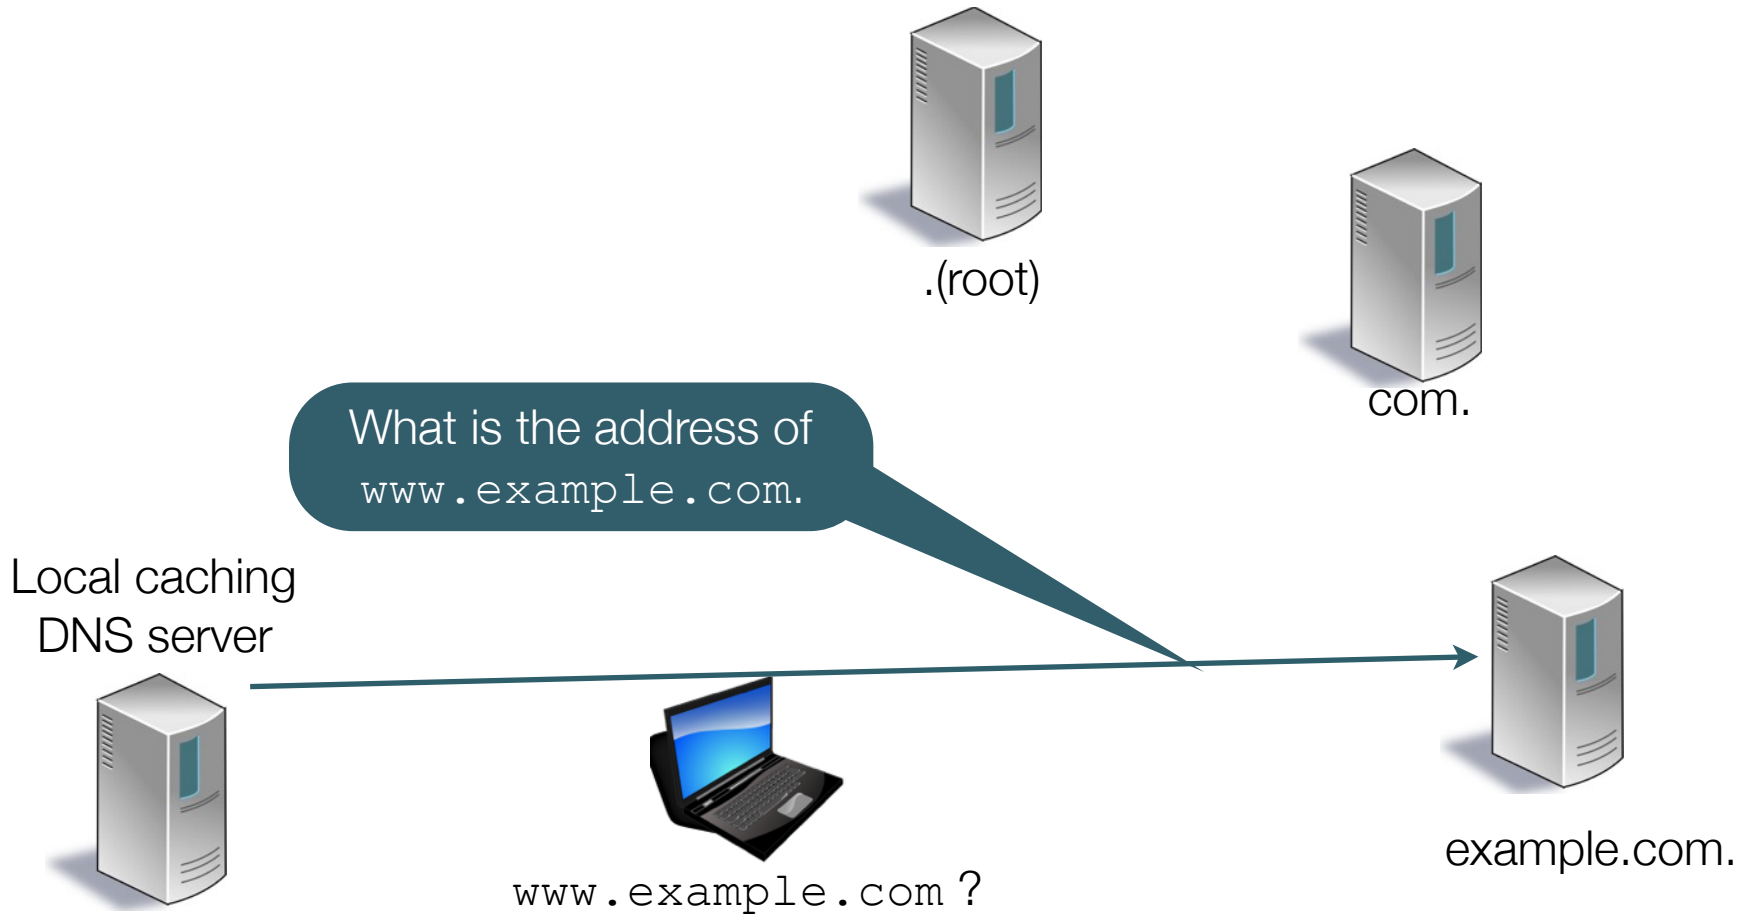 .(root)
com.
What is the address of
www.example.com.
Local caching
DNS server
example.com.
www.example.com ?